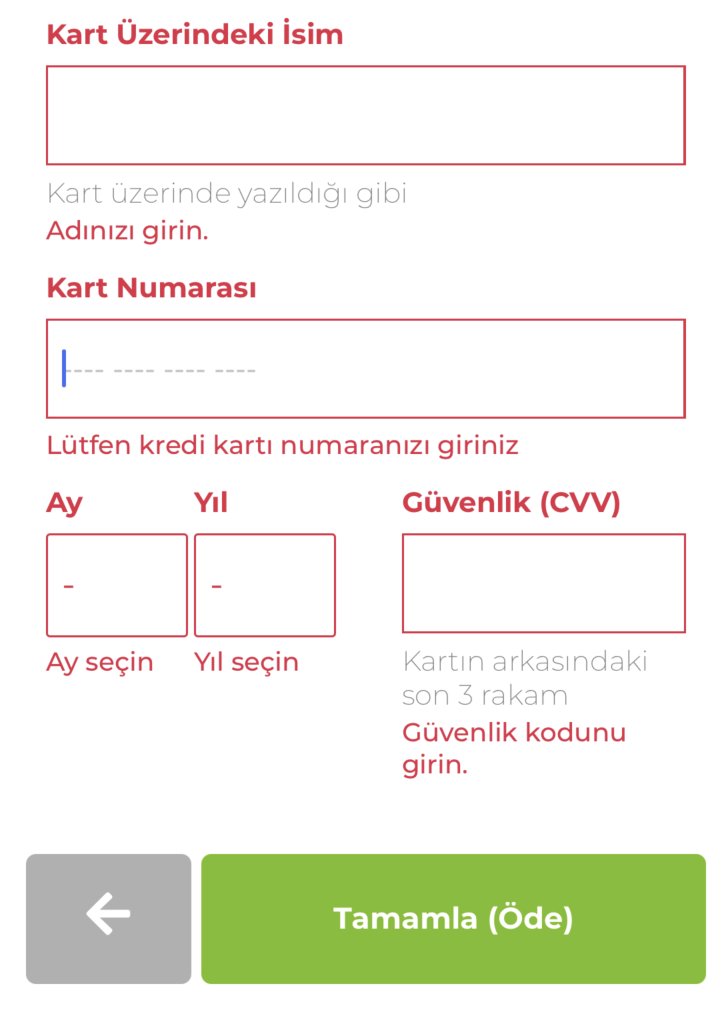 Kart Üzerindeki İsim
Kart üzerinde yazıldığı gibi
Adınızı girin.
Kart Numarası
---- ---- ---- ----
Lütfen kredi kartı numaranızı giriniz
Ay Yıl Güvenlik (CVV)
- -
Ay seçin Yıl seçin Kartın arkasındaki
son 3 rakam
Güvenlik kodunu
girin.
Tamamla (Öde)